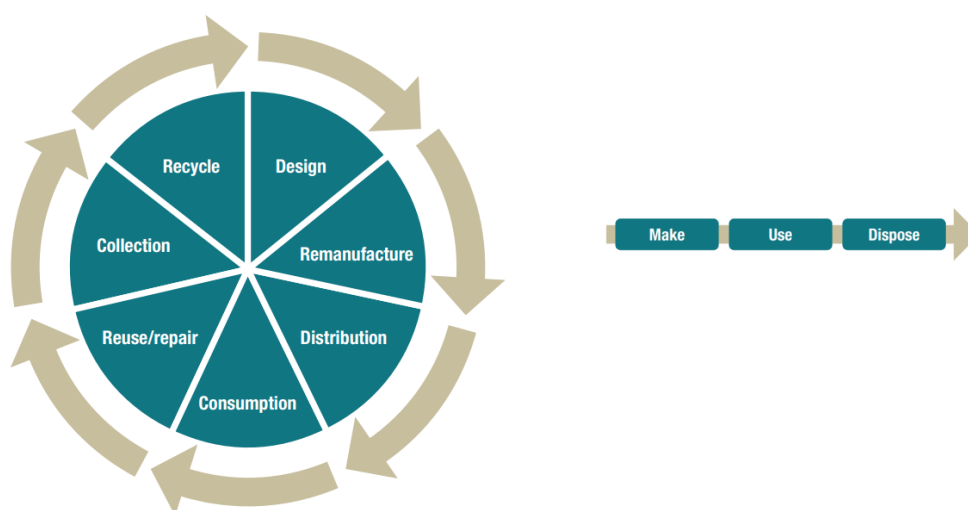 Recycle
Design
Collection
Remanufacture
Reuse/repair
Distribution
Consumption
Make
Use
Dispose